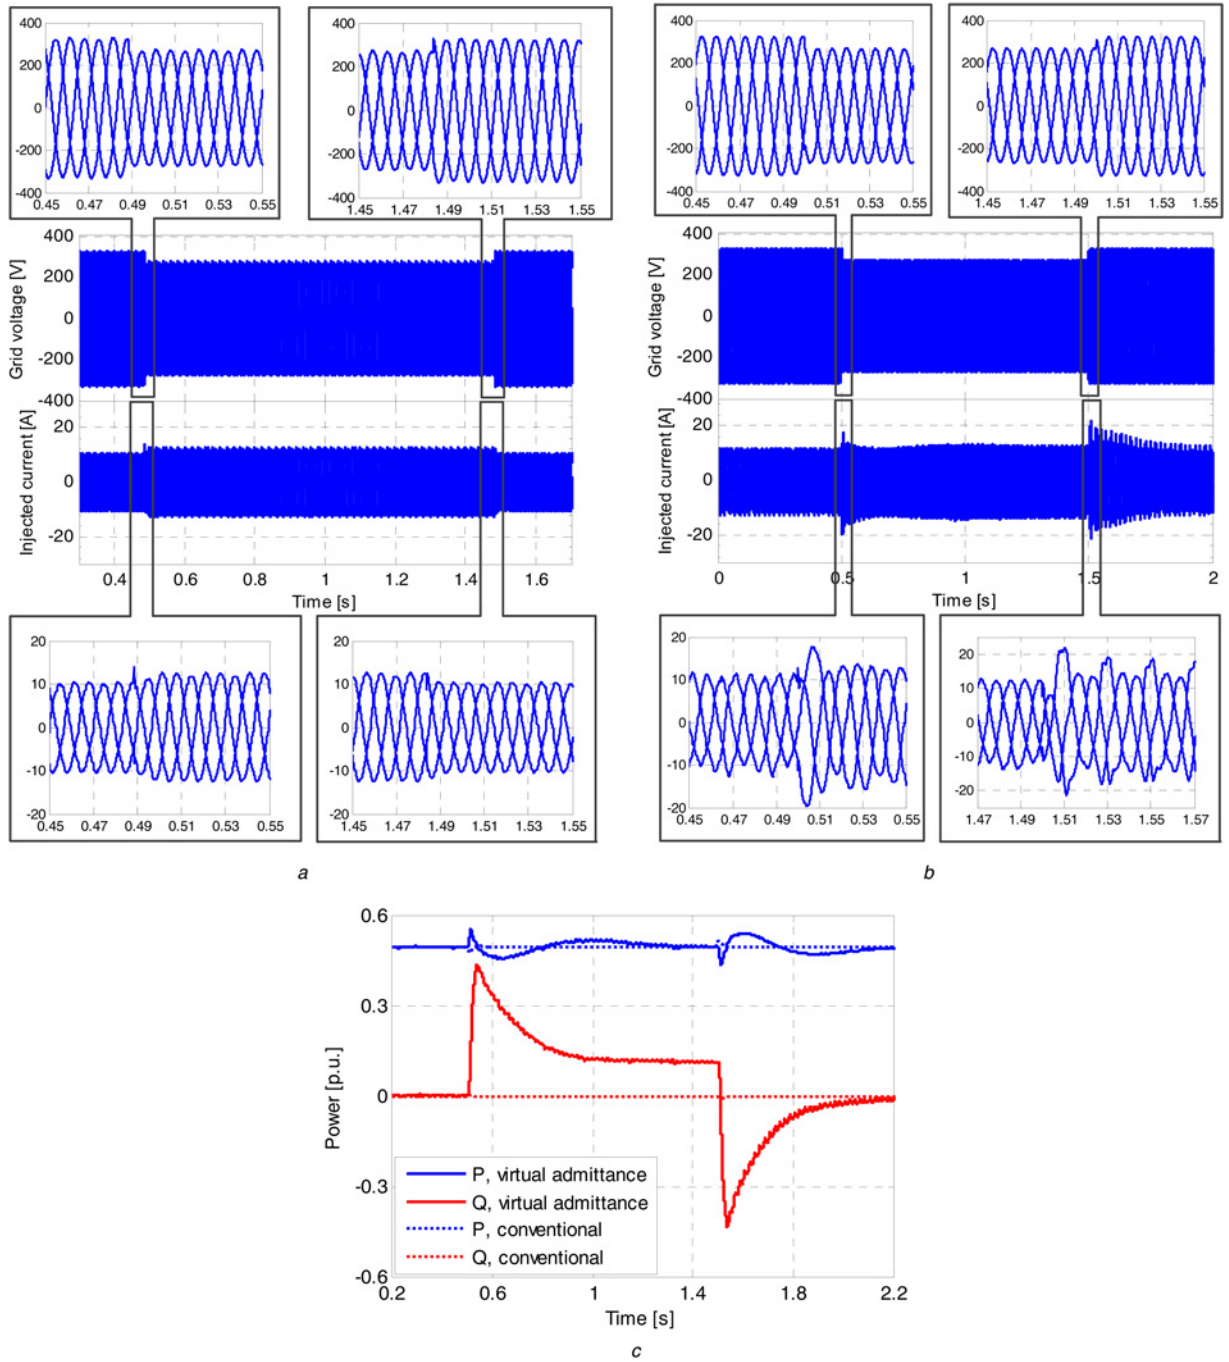 400
200
0
-200
-400
0.45 0.47 0.49 0.51 0.53 0.55
400
200
0
-200
-400
1.45 1.47 1.49 1.51 1.53 1.55
Grid voltage [V]
400
200
0
-200
-400
Injected current [A]
20
0
-20
0.4 0.6 0.8 1 1.2 1.4 1.6
Time [s]
20
10
0
-10
-20
0.45 0.47 0.49 0.51 0.53 0.55
20
10
0
-10
-20
1.45 1.47 1.49 1.51 1.53 1.55
a
400
200
0
-200
-400
0.45 0.47 0.49 0.51 0.53 0.55
400
200
0
-200
-400
1.45 1.47 1.49 1.51 1.53 1.55
Grid voltage [V]
400
200
0
-200
-400
Injected current [A]
20
0
-20
0 0.5 1 1.5 2
Time [s]
20
10
0
-10
-20
0.45 0.47 0.49 0.51 0.53 0.55
20
10
0
-10
-20
1.47 1.49 1.51 1.53 1.55 1.57
b
Power [p.u.]
0.6
0.3
0
-0.3
-0.6
P, virtual admittance
Q, virtual admittance
P, conventional
Q, conventional
0.2 0.6 1 1.4 1.8 2.2
Time [s]
c